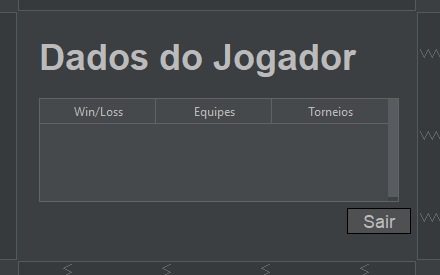 Dados do Jogador
Win/Loss Equipes Torneios
Sair